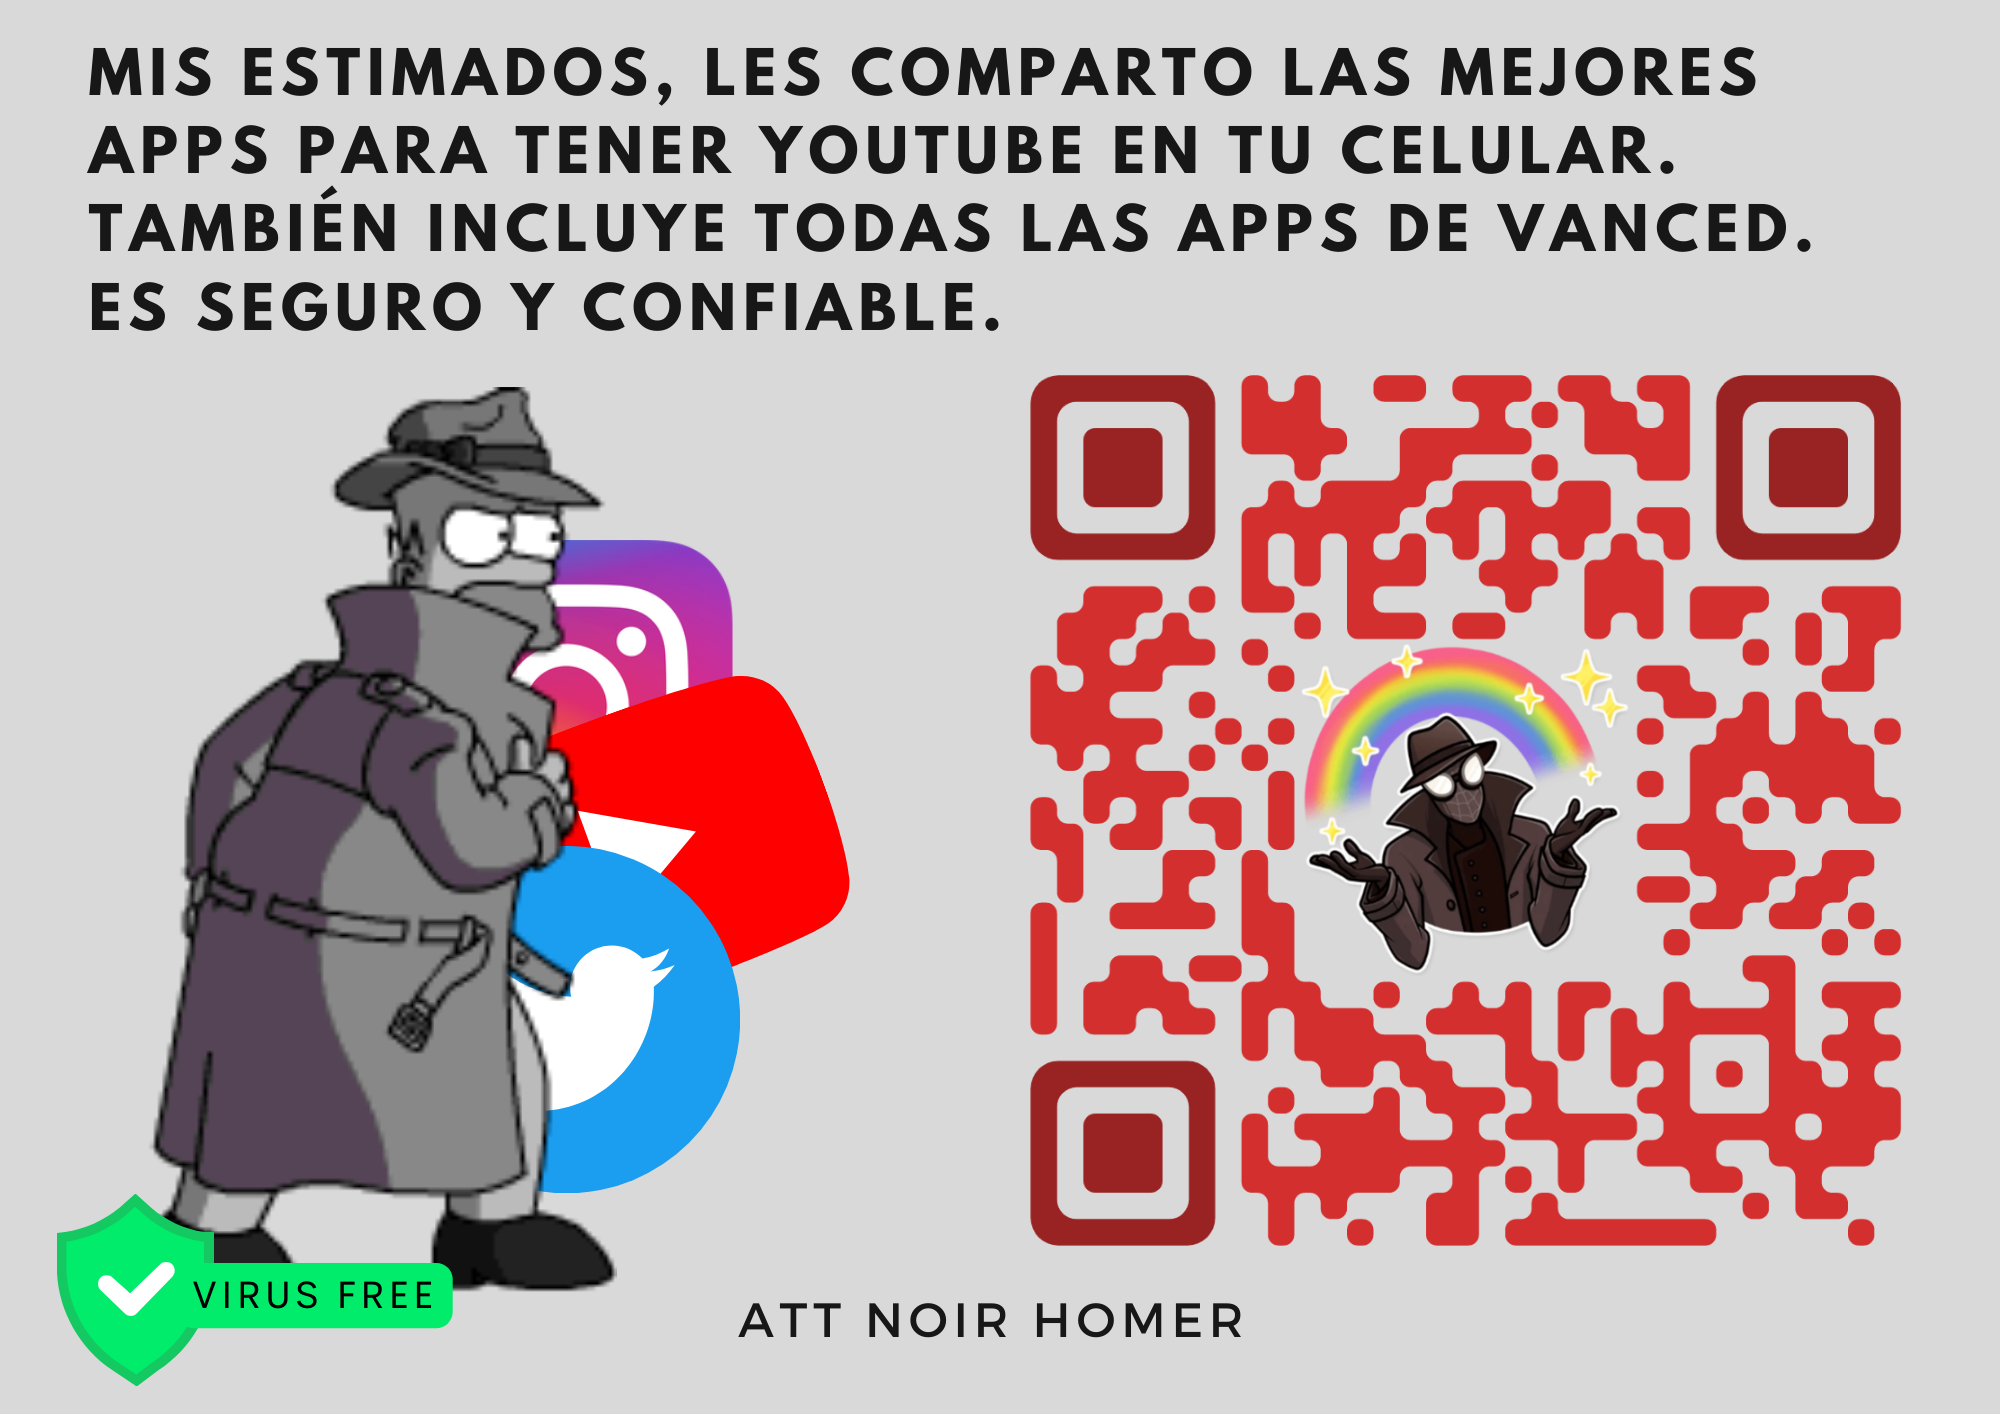 MIS ESTIMADOS, LES COMPARTO LAS MEJORES
APPS PARA TENER YOUTUBE EN TU CELULAR.
TAMBIÉN INCLUYE TODAS LAS APPS DE VANCED.
ES SEGURO Y CONFIABLE.
VIRUS FREE
ATT NOIR HOMER